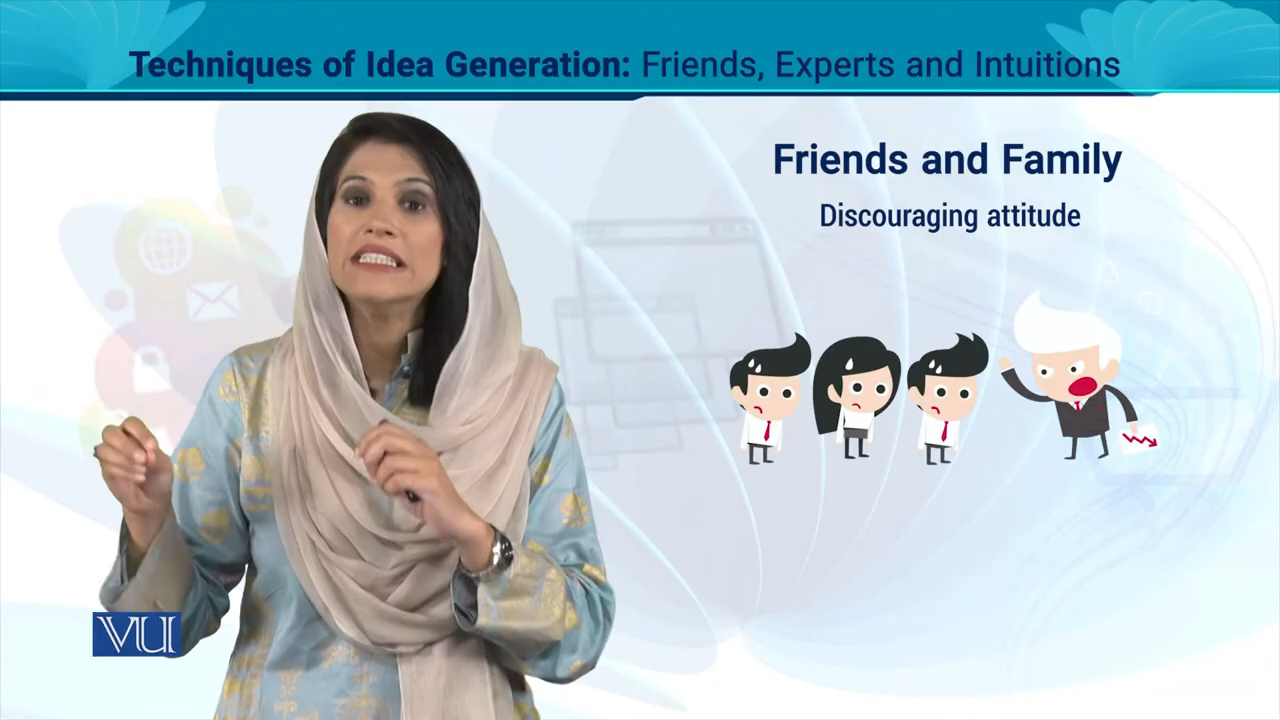 Techniques of Idea Generation: Friends, Experts and Intuitions
Friends and Family
Discouraging attitude
VU